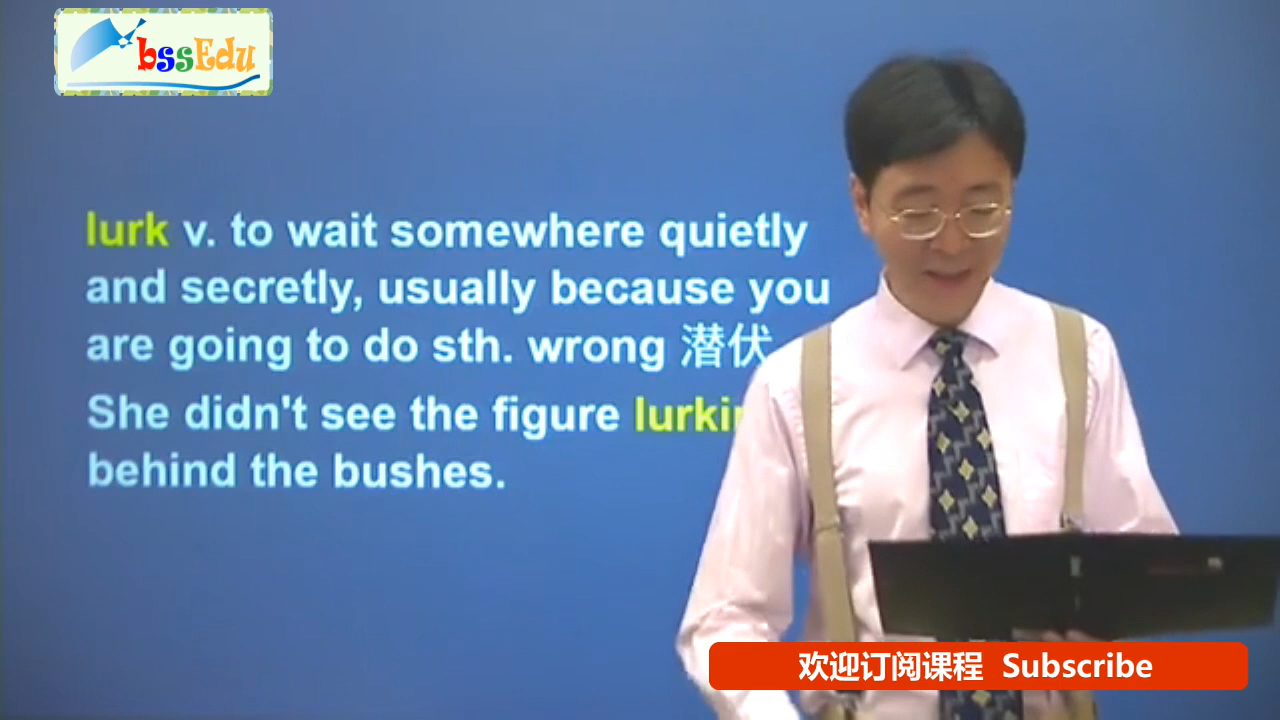 bssEdu
lurk v. to wait somewhere quietly
and secretly, usually because you
are going to do sth. wrong 潜伏
She didn't see the figure
behind the bushes.
欢迎订阅课程 Subscribe